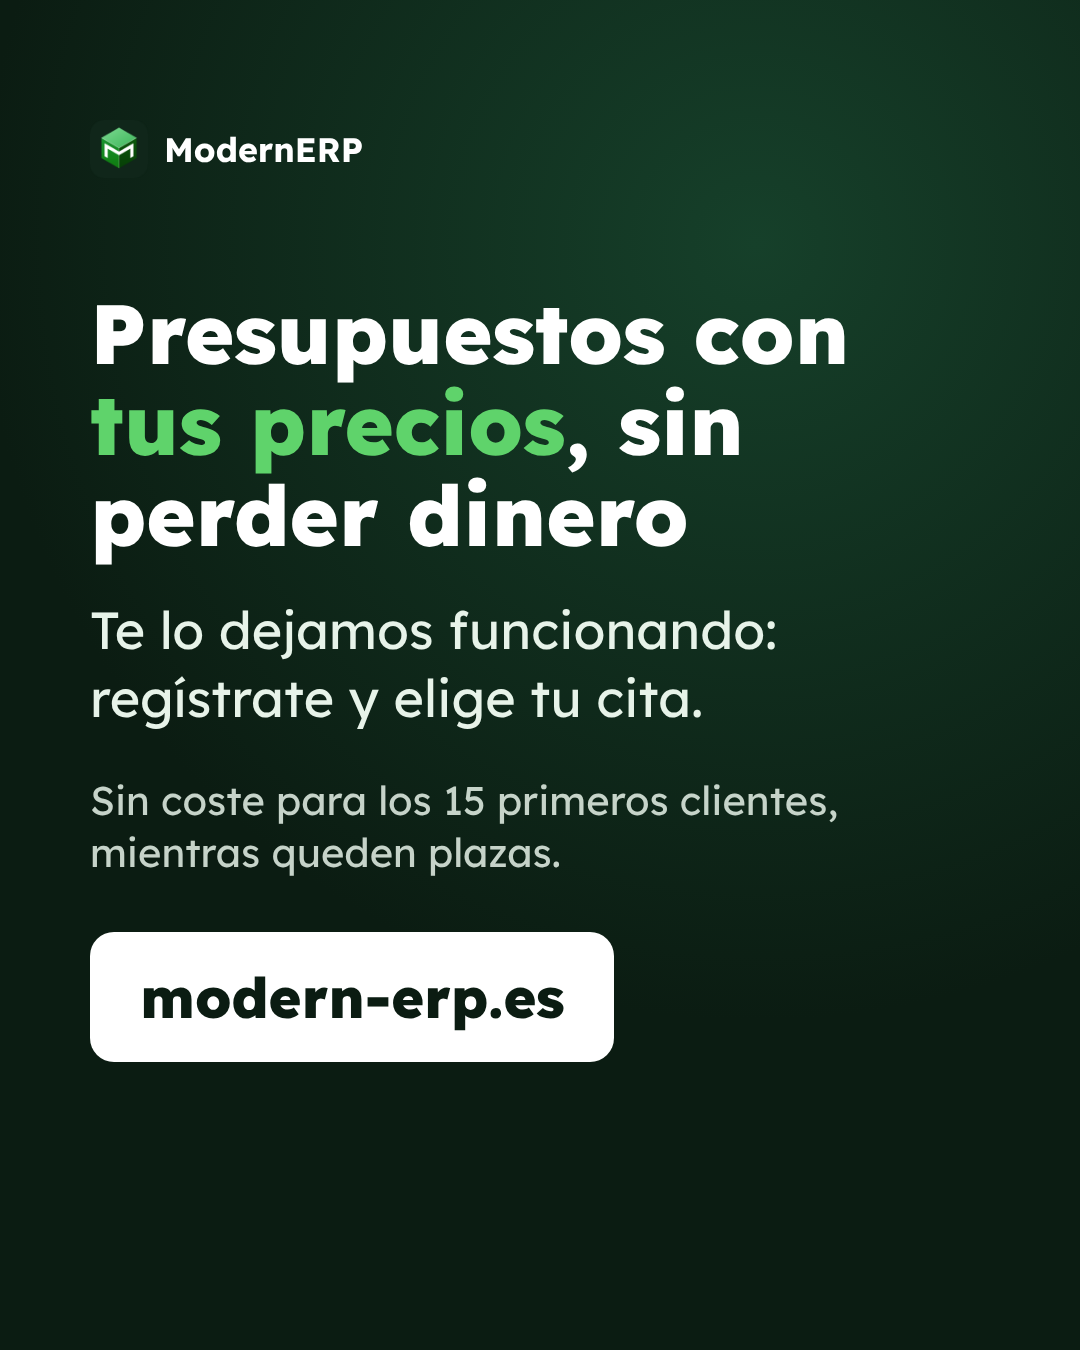 ModernERP
Presupuestos con
tus precios, sin
perder dinero
Te lo dejamos funcionando:
regístrate y elige tu cita.
Sin coste para los 15 primeros clientes,
mientras queden plazas.
modern-erp.es